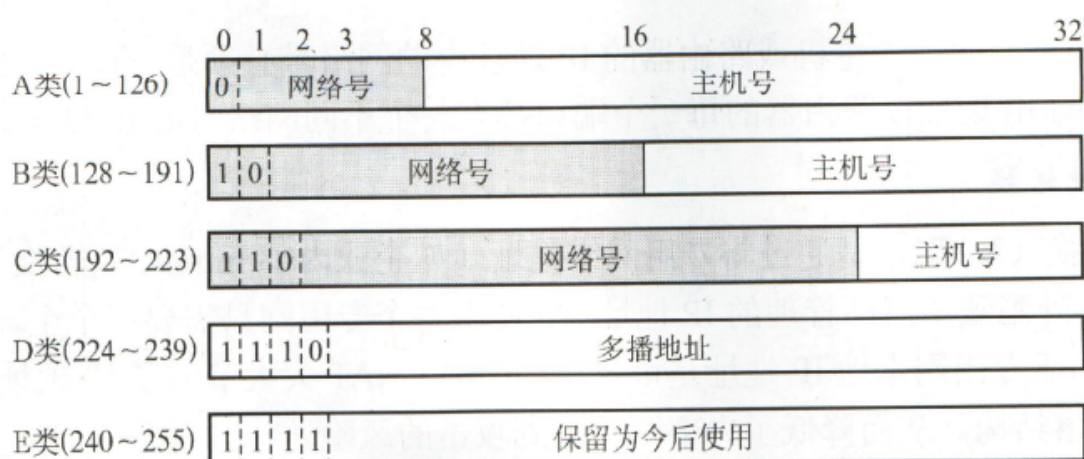 0 1 2 3 8 16 24 32
A类(1～126) 0 网络号 主机号
B类(128～191) 1 0 网络号 主机号
C类(192～223) 1 1 0 网络号 主机号
D类(224～239) 1 1 1 0 多播地址
E类(240～255) 1 1 1 1 保留为今后使用